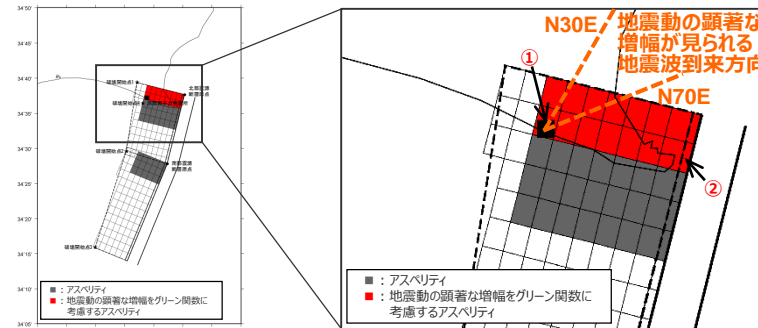 34°50'
34°40'
34°35'
34°30'
34°25'
34°20'
34°15'
34°10'
34°05'
34°00'
破壊開始点1
北部震源
断層原点
破壊開始点2
南部震源
断層原点
破壊開始点3
■：アスペリティ
■：地震動の顕著な増幅をグリーン関数に
考慮するアスペリティ
N30E
地震動の顕著な
増幅が見られる
地震波到来方向
N70E
①
②
■：アスペリティ
■：地震動の顕著な増幅をグリーン関数に
考慮するアスペリティ